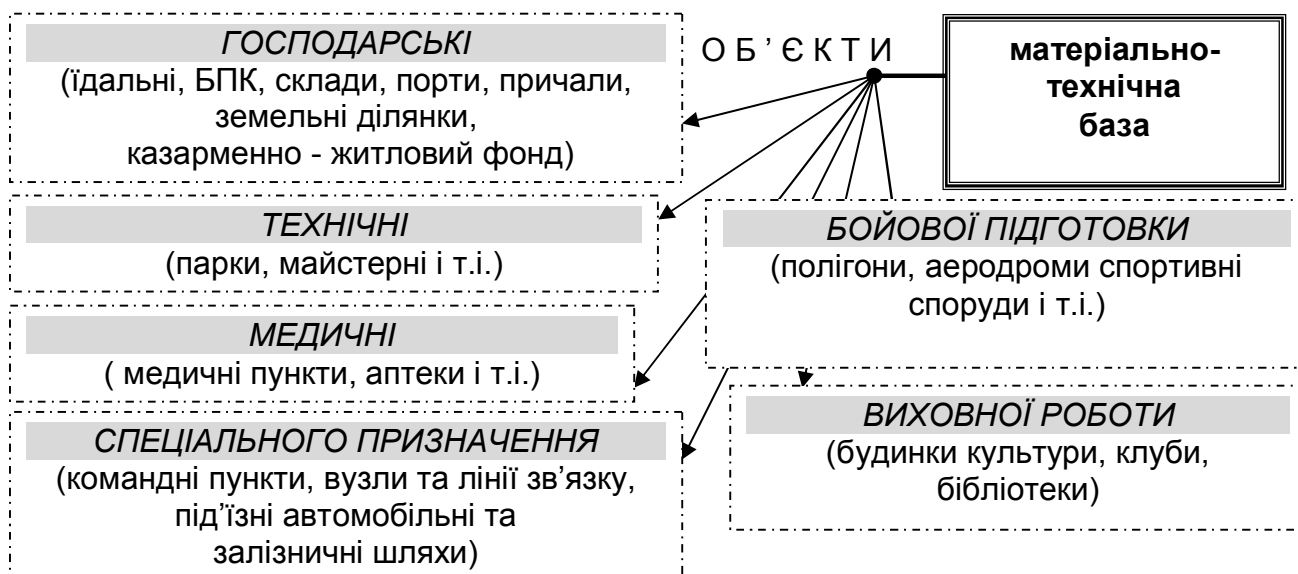 ГОСПОДАРСЬКІ
(їдальні, БПК, склади, порти, причали,
земельні ділянки,
казарменно - житловий фонд)
О Б ’ Є К Т И
матеріально-
технічна
база
ТЕХНІЧНІ
(парки, майстерні і т.і.)
БОЙОВОЇ ПІДГОТОВКИ
(полігони, аеродроми спортивні
споруди і т.і.)
МЕДИЧНІ
( медичні пункти, аптеки і т.і.)
СПЕЦІАЛЬНОГО ПРИЗНАЧЕННЯ
(командні пункти, вузли та лінії зв’язку,
під’їзні автомобільні та
залізничні шляхи)
ВИХОВНОЇ РОБОТИ
(будинки культури, клуби,
бібліотеки)